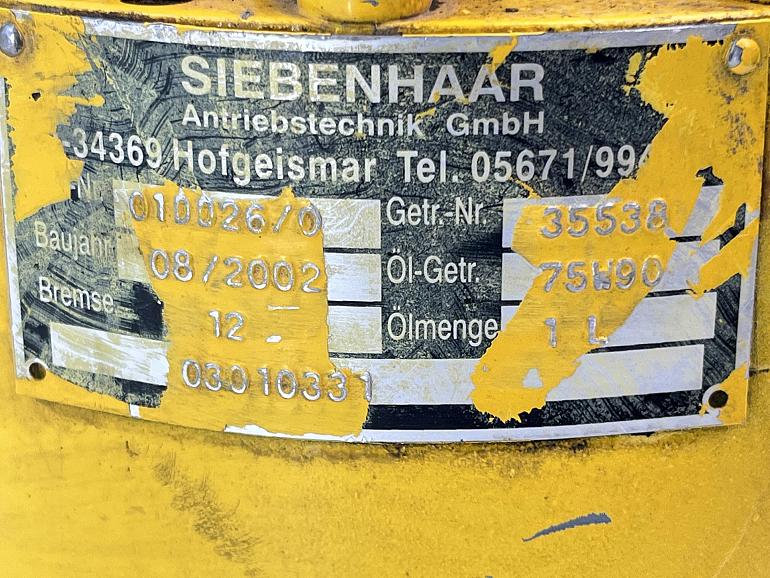 SIEBENHAAR
Antriebstechnik GmbH
-34369 Hofgeismar Tel. 05671/99
010026/0 Getr.-Nr. 35538
Baujahr 08/2002 Öl-Getr. 75W90
Bremse 12 Ölmenge 1 L
03010331